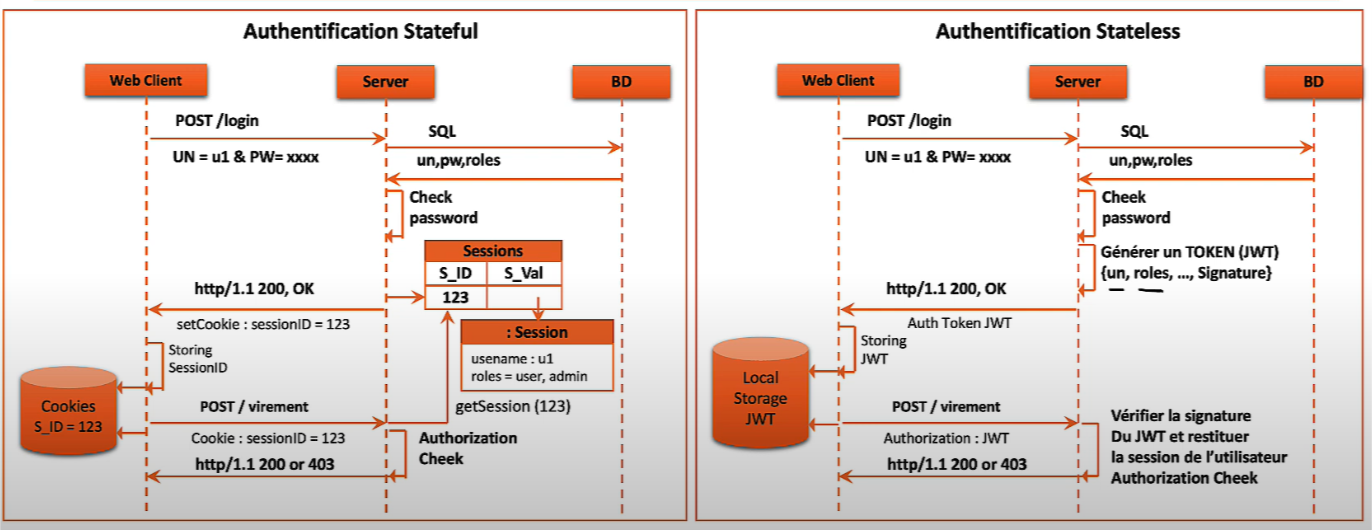 Authentification Stateful
Web Client
Server
BD
POST /login
UN = u1 & PW= xxxx
SQL
un,pw,roles
Check
password
Sessions
S_ID
S_Val
123
http/1.1 200, OK
setCookie : sessionID = 123
: Session
usename : u1
roles = user, admin
Storing
SessionID
Cookies
S_ID = 123
getSession (123)
POST / virement
Cookie : sessionID = 123
Authorization
Cheek
http/1.1 200 or 403
Authentification Stateless
Web Client
Server
BD
POST /login
UN = u1 & PW= xxxx
SQL
un,pw,roles
Cheek
password
Générer un TOKEN (JWT)
{un, roles, ..., Signature}
http/1.1 200, OK
Auth Token JWT
Storing
JWT
Local
Storage
JWT
POST / virement
Authorization : JWT
Vérifier la signature
Du JWT et restituer
la session de l'utilisateur
Authorization Cheek
http/1.1 200 or 403